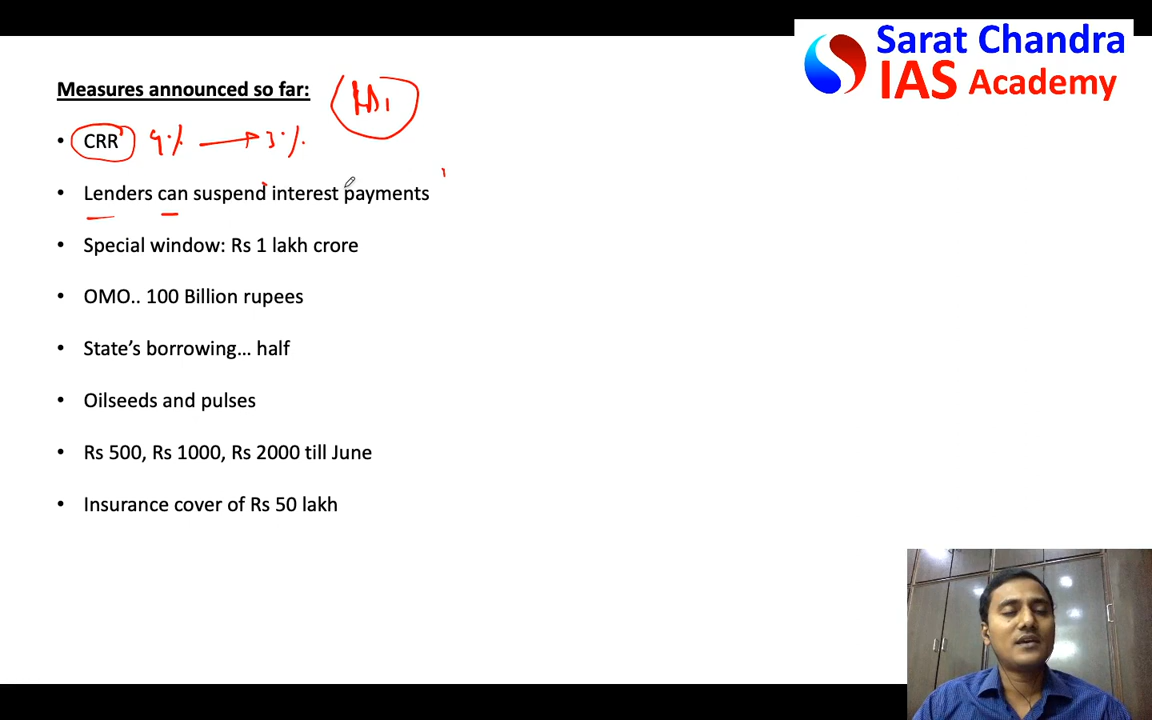 Sarat Chandra
IAS Academy
Measures announced so far:
• CRR 4% → 3%
• Lenders can suspend interest payments
• Special window: Rs 1 lakh crore
• OMO.. 100 Billion rupees
• State’s borrowing... half
• Oilseeds and pulses
• Rs 500, Rs 1000, Rs 2000 till June
• Insurance cover of Rs 50 lakh